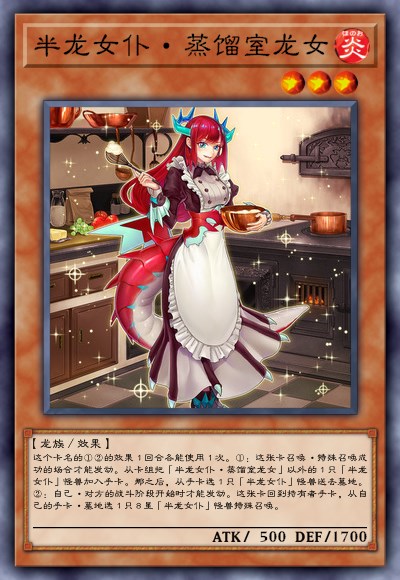 半龙女仆・蒸馏室龙女
炎
ほのお
【龙族／效果】
这个卡名的①②的效果1回合各能使用1次。①：这张卡召唤・特殊召唤成
功的场合才能发动。从卡组把「半龙女仆・蒸馏室龙女」以外的1只「半龙
女仆」怪兽加入手卡。那之后，从手卡选1只「半龙女仆」怪兽送去墓地。
②：自己・对方的战斗阶段开始时才能发动。这张卡回到持有者手卡，从自
己的手卡・墓地选1只8星「半龙女仆」怪兽特殊召唤。
ATK/ 500 DEF/1700